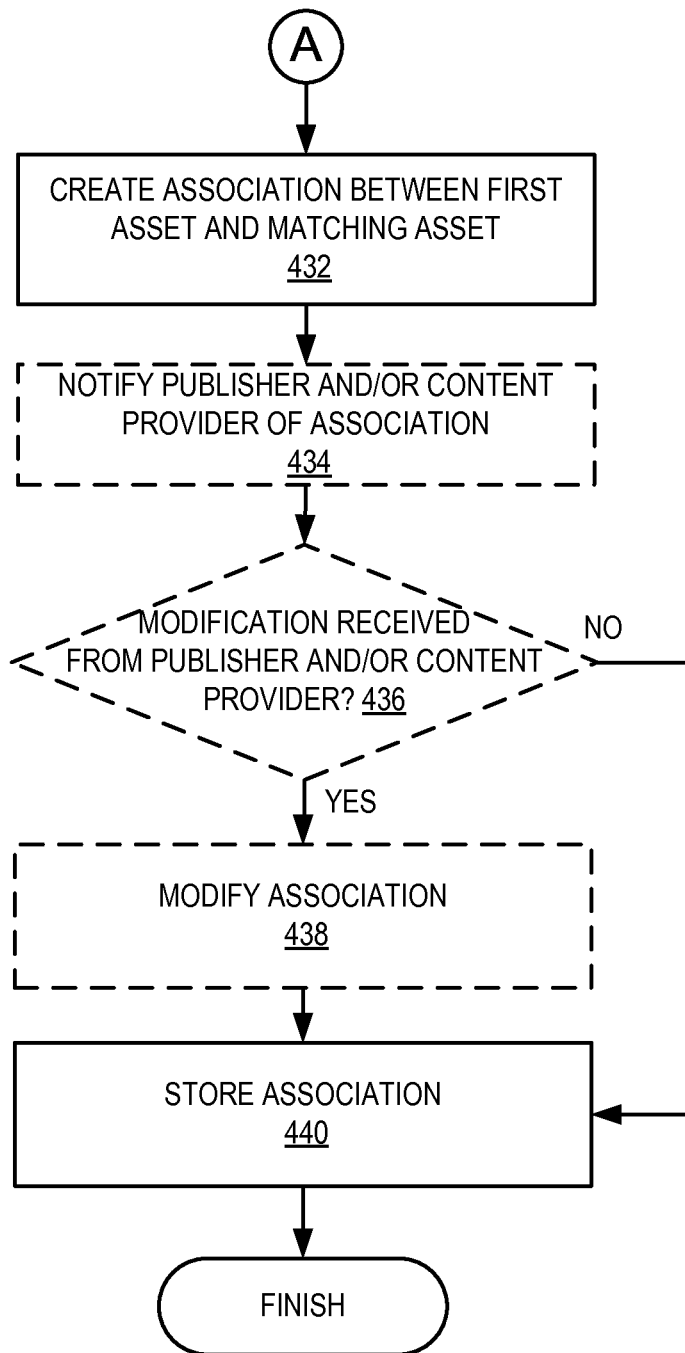 A
CREATE ASSOCIATION BETWEEN FIRST
ASSET AND MATCHING ASSET
432
NOTIFY PUBLISHER AND/OR CONTENT
PROVIDER OF ASSOCIATION
434
MODIFICATION RECEIVED
FROM PUBLISHER AND/OR CONTENT
PROVIDER? 436
NO
YES
MODIFY ASSOCIATION
438
STORE ASSOCIATION
440
FINISH